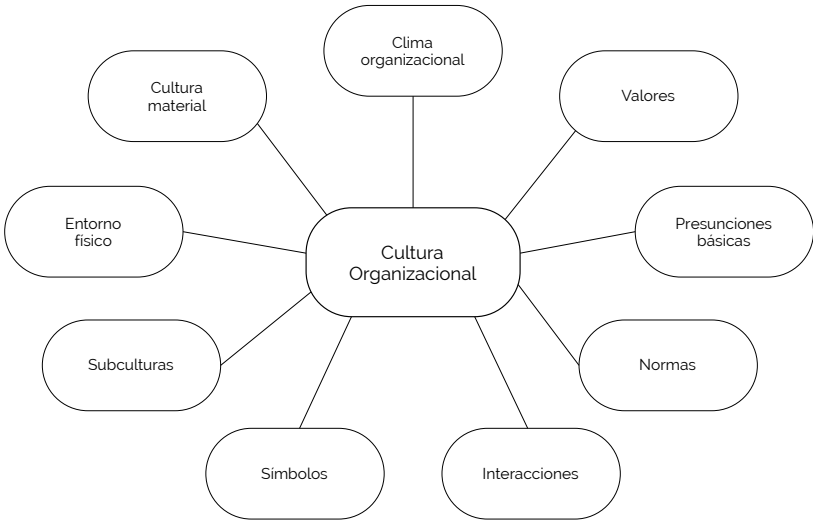 Clima
organizacional
Cultura
material
Valores
Entorno
físico
Presunciones
básicas
Cultura
Organizacional
Subculturas
Normas
Símbolos
Interacciones